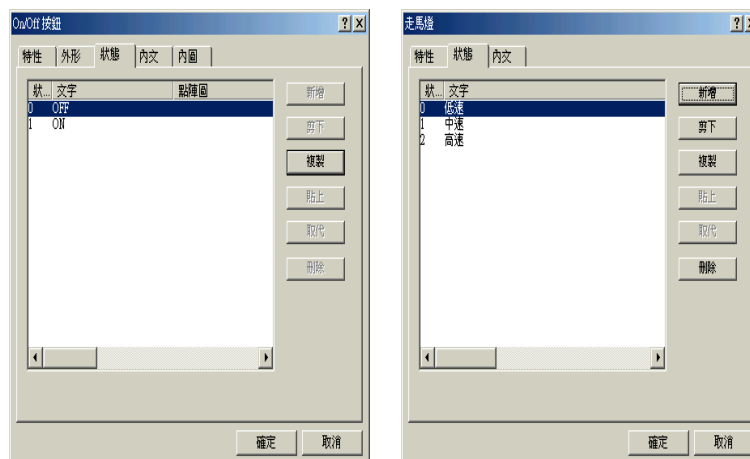 On/Off 按鈕
特性 外形 狀態 內文 內圖
狀... 文字 點陣圖
0 OFF
1 ON
新增
剪下
複製
貼上
取代
刪除
確定 取消
走馬燈
特性 狀態 內文
狀... 文字
0 低速
1 中速
2 高速
新增
剪下
複製
貼上
取代
刪除
確定 取消